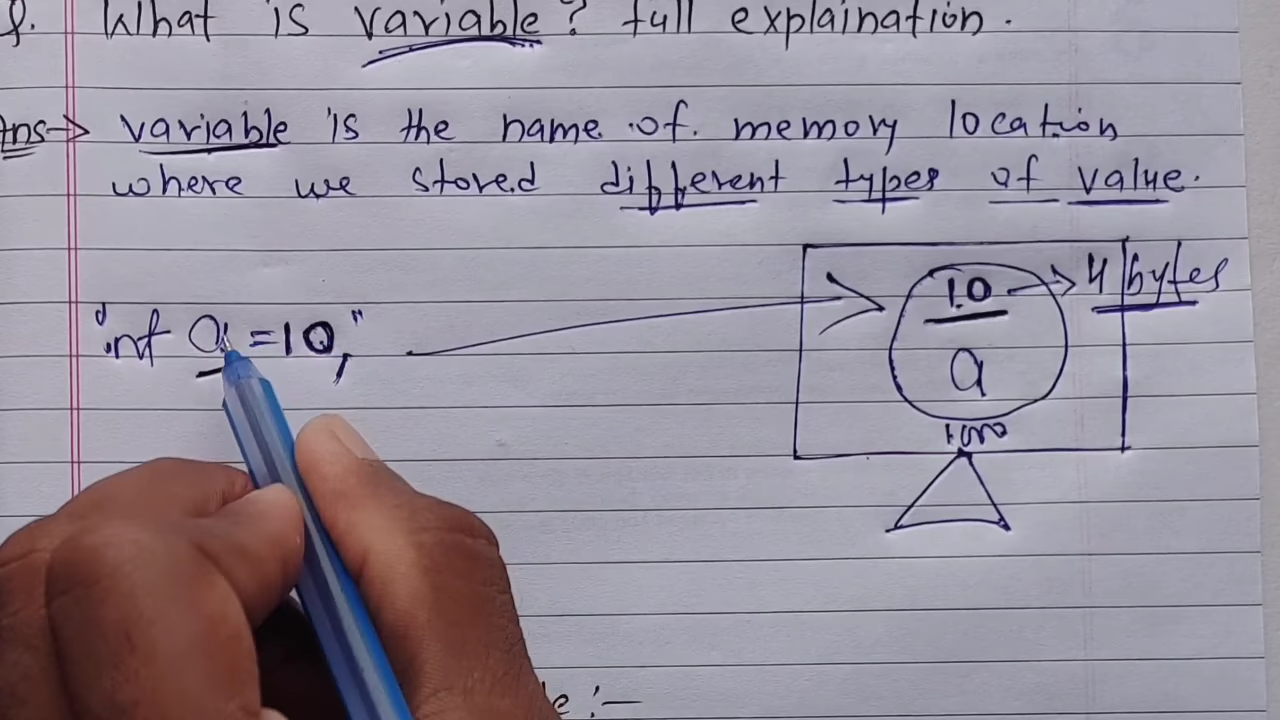 Q. What is variable? full explaination.
Ans→ variable is the name of memory location
where we stored different types of value.
"int a=10;"
10 → 4 bytes
a
1000
:-